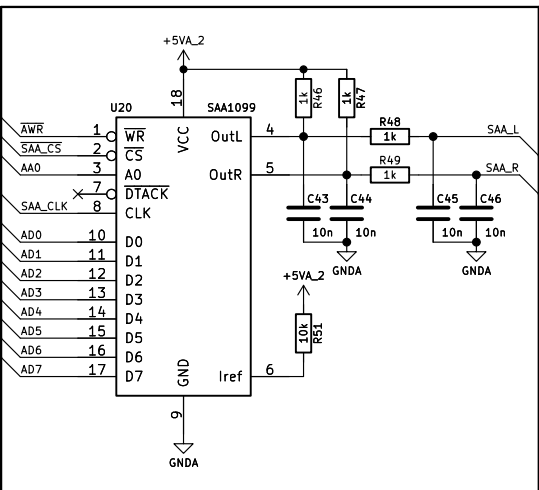 +5VA_2
U20
SAA1099
18
VCC
1k
R46
1k
R47
AWR
1
WR
OutL
4
R48
1k
SAA_L
SAA_CS
2
CS
AA0
3
A0
OutR
5
R49
1k
SAA_R
7
DTACK
SAA_CLK
8
CLK
C43
10n
C44
10n
C45
10n
C46
10n
GNDA
GNDA
AD0
10
D0
AD1
11
D1
AD2
12
D2
AD3
13
D3
AD4
14
D4
AD5
15
D5
AD6
16
D6
AD7
17
D7
+5VA_2
10k
R51
Iref
6
GND
9
GNDA